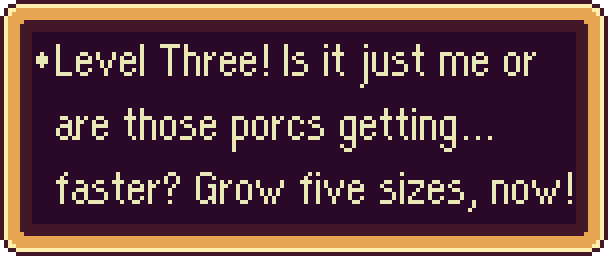 •Level Three! Is it just me or
are those porcs getting...
faster? Grow five sizes, now!